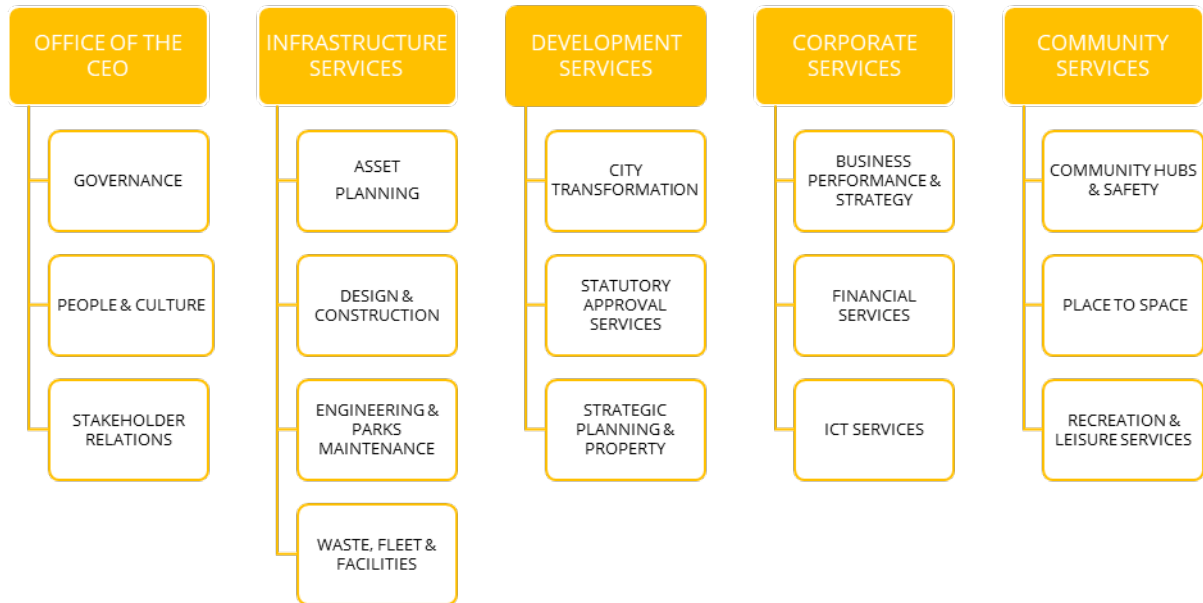 OFFICE OF THE
CEO
GOVERNANCE
PEOPLE & CULTURE
STAKEHOLDER
RELATIONS
INFRASTRUCTURE
SERVICES
ASSET
PLANNING
DESIGN &
CONSTRUCTION
ENGINEERING &
PARKS
MAINTENANCE
WASTE, FLEET &
FACILITIES
DEVELOPMENT
SERVICES
CITY
TRANSFORMATION
STATUTORY
APPROVAL
SERVICES
STRATEGIC
PLANNING &
PROPERTY
CORPORATE
SERVICES
BUSINESS
PERFORMANCE &
STRATEGY
FINANCIAL
SERVICES
ICT SERVICES
COMMUNITY
SERVICES
COMMUNITY HUBS
& SAFETY
PLACE TO SPACE
RECREATION &
LEISURE SERVICES